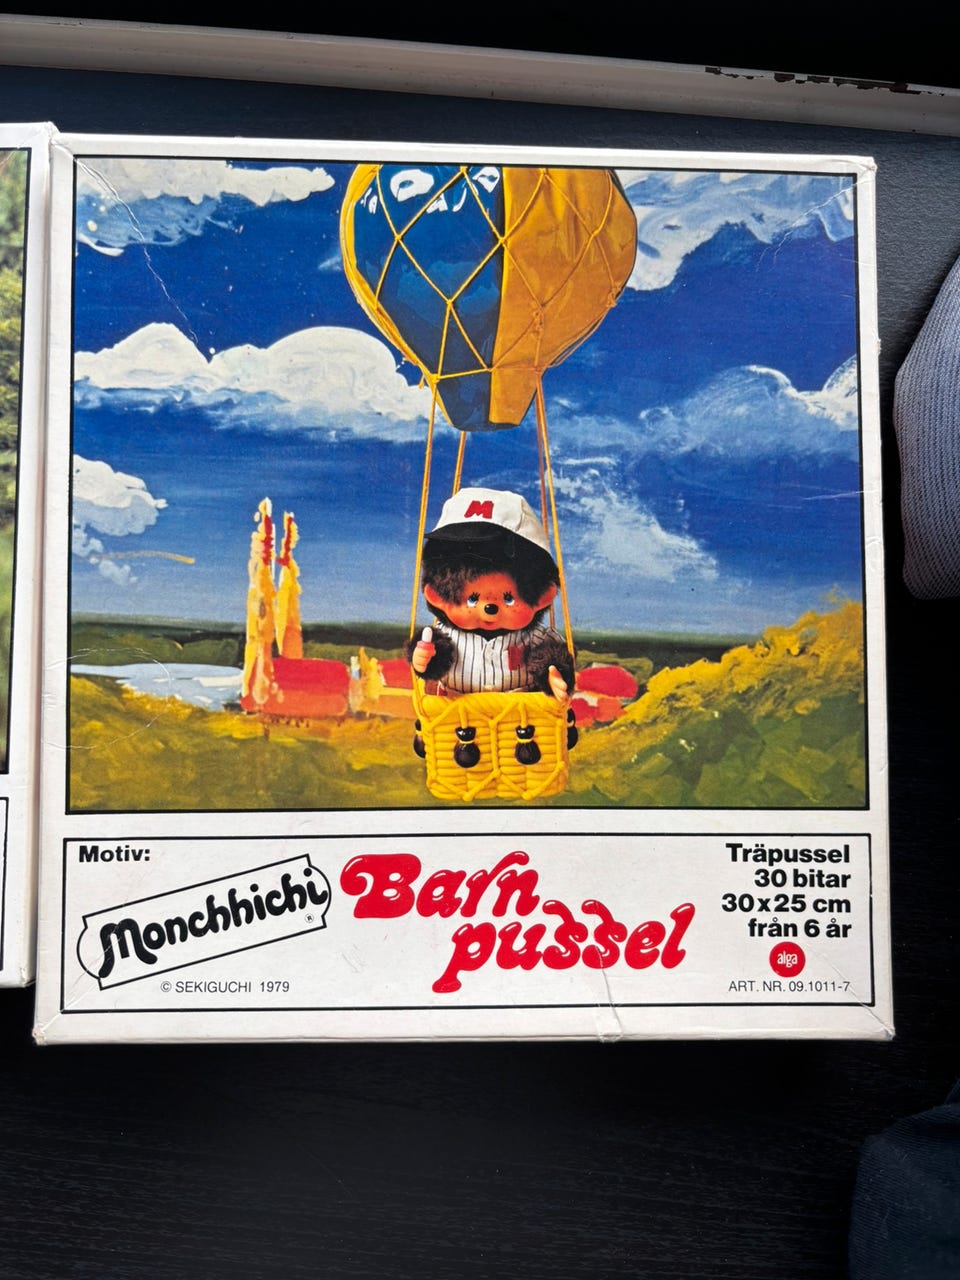 M
Motiv:
Monchhichi
®
© SEKIGUCHI 1979
Barn
pussel
Träpussel
30 bitar
30x25 cm
från 6 år
alga
ART. NR. 09.1011-7